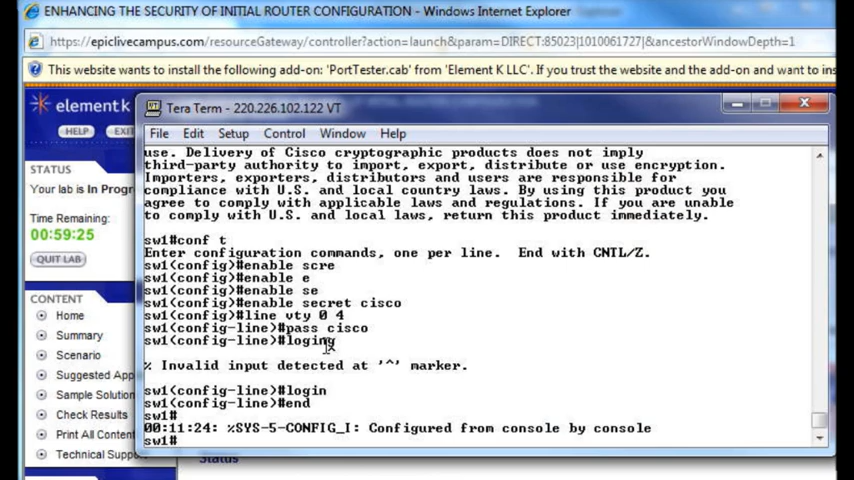 ENHANCING THE SECURITY OF INITIAL ROUTER CONFIGURATION - Windows Internet Explorer
https://epiclivecampus.com/resourceGateway/controller?action=launch&param=DIRECT:85023|1010061727|&ancestorWindowDepth=1
This website wants to install the following add-on: 'PortTester.cab' from 'Element K LLC'. If you trust the website and the add-on and want to ins
element k
HELP EXIT
STATUS
Your lab is In Progr
Time Remaining:
00:59:25
QUIT LAB
CONTENT
Home
Summary
Scenario
Suggested App
Sample Solution
Check Results
Print All Content
Technical Support
Tera Term - 220.226.102.122 VT
File Edit Setup Control Window Help
use. Delivery of Cisco cryptographic products does not imply
third-party authority to import, export, distribute or use encryption.
Importers, exporters, distributors and users are responsible for
compliance with U.S. and local country laws. By using this product you
agree to comply with applicable laws and regulations. If you are unable
to comply with U.S. and local laws, return this product immediately.
sw1#conf t
Enter configuration commands, one per line. End with CNTL/Z.
sw1(config)#enable scre
sw1(config)#enable e
sw1(config)#enable se
sw1(config)#enable secret cisco
sw1(config)#line vty 0 4
sw1(config-line)#pass cisco
sw1(config-line)#loging
% Invalid input detected at '^' marker.
sw1(config-line)#login
sw1(config-line)#end
sw1#
00:11:24: %SYS-5-CONFIG_I: Configured from console by console
sw1#
Status